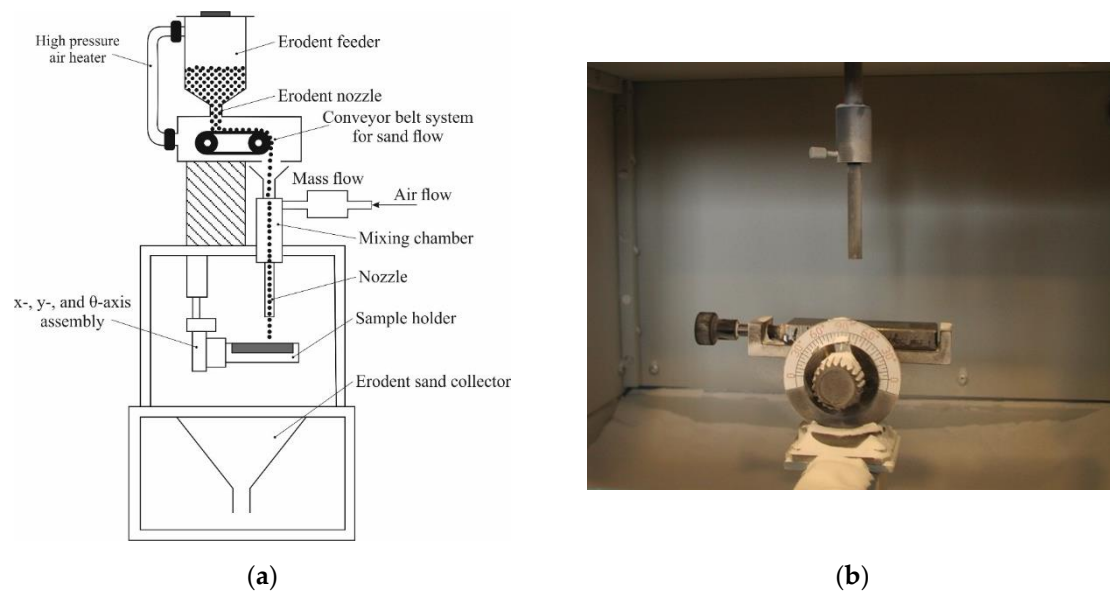 High pressure
air heater
Erodent feeder
Erodent nozzle
Conveyor belt system
for sand flow
Mass flow
Air flow
Mixing chamber
Nozzle
x-, y-, and θ-axis
assembly
Sample holder
Erodent sand collector
(a)
(b)